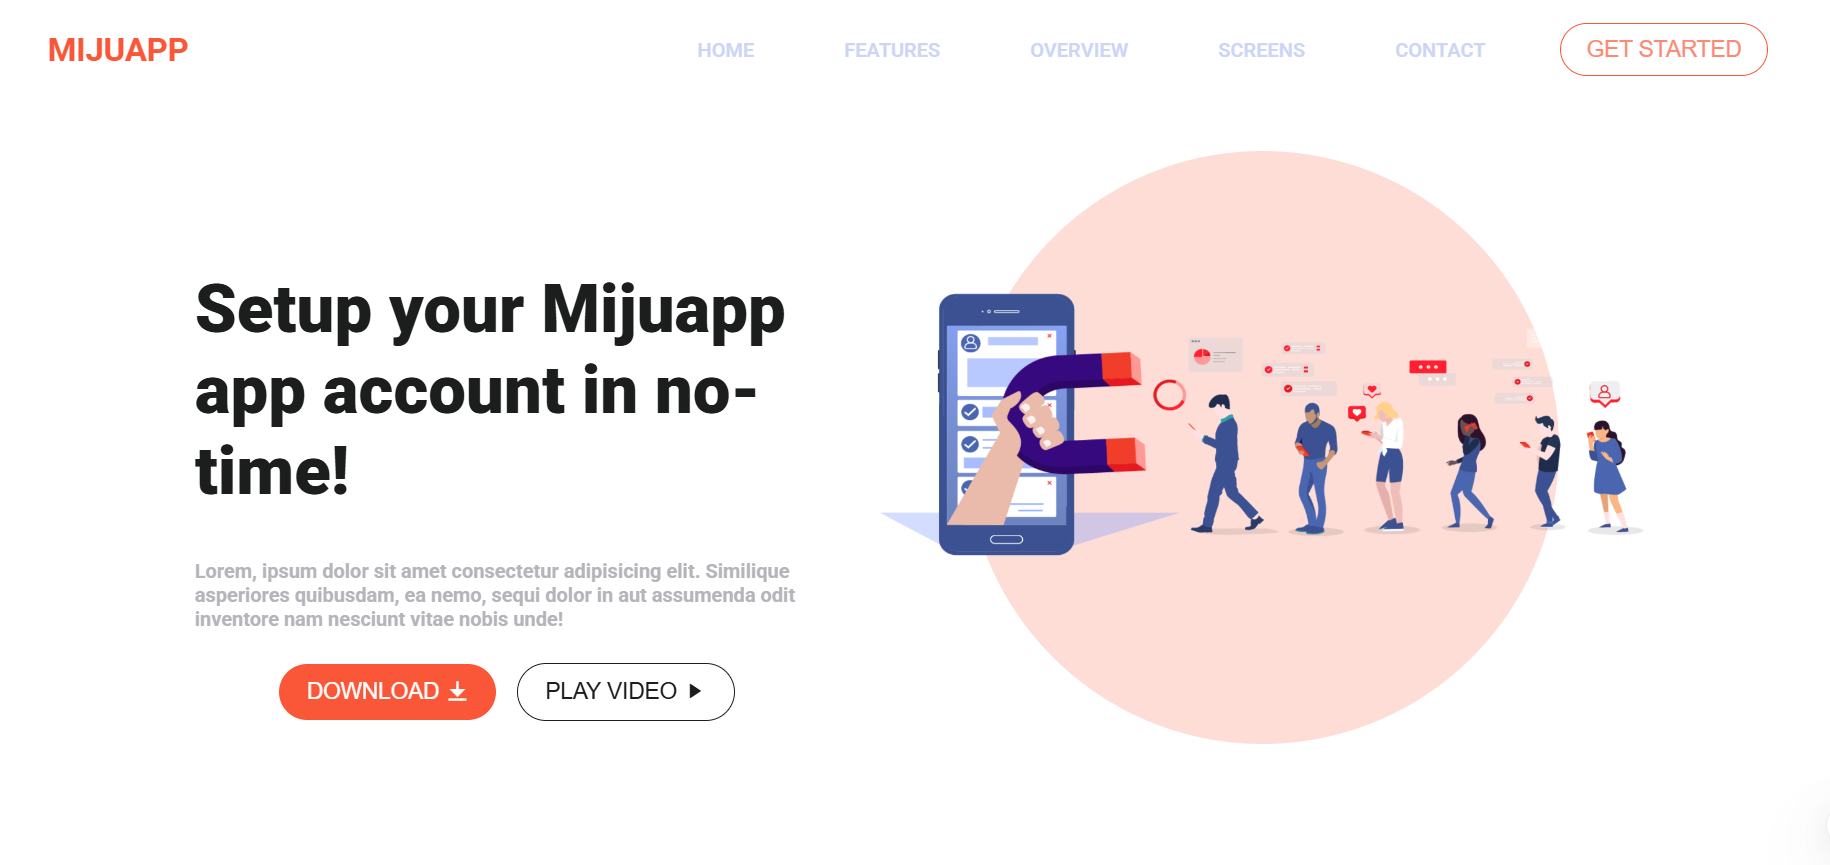 MIJUAPP
HOME
FEATURES
OVERVIEW
SCREENS
CONTACT
GET STARTED
Setup your Mijuapp
app account in no-
time!
Lorem, ipsum dolor sit amet consectetur adipisicing elit. Similique
asperiores quibusdam, ea nemo, sequi dolor in aut assumenda odit
inventore nam nesciunt vitae nobis unde!
DOWNLOAD
PLAY VIDEO